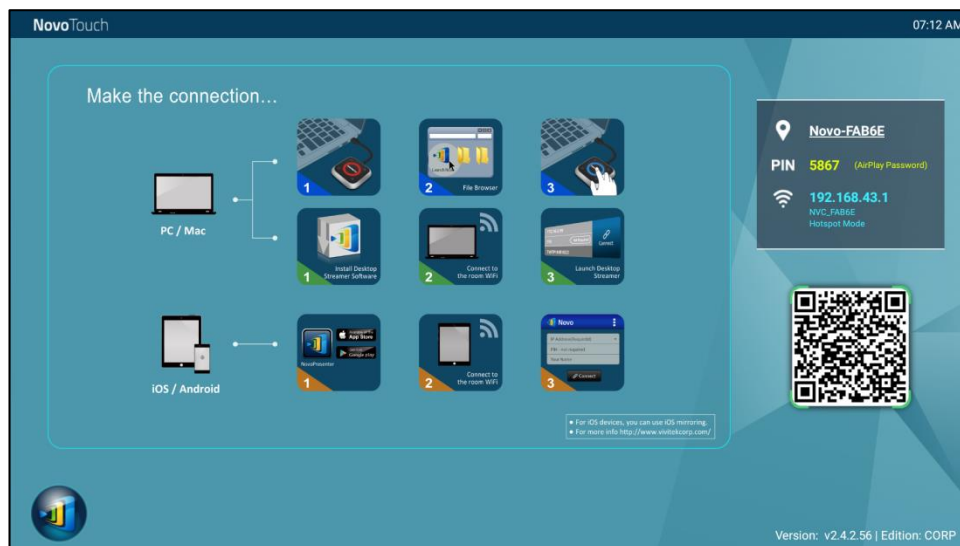 NovoTouch
07:12 AM
Make the connection...
PC / Mac
1
2
File Browser
3
1
Install Desktop
Streamer Software
2
Connect to
the room WiFi
Connect
3
Launch Desktop
Streamer
iOS / Android
App Store
Google play
NovoPresenter
1
2
Connect to
the room WiFi
Novo
Your Name
Connect
3
• For iOS devices, you can use iOS mirroring.
• For more info http://www.vivitekcorp.com/
Novo-FAB6E
PIN 5867 (AirPlay Password)
192.168.43.1
NVC_FAB6E
Hotspot Mode
Version: v2.4.2.56 | Edition: CORP